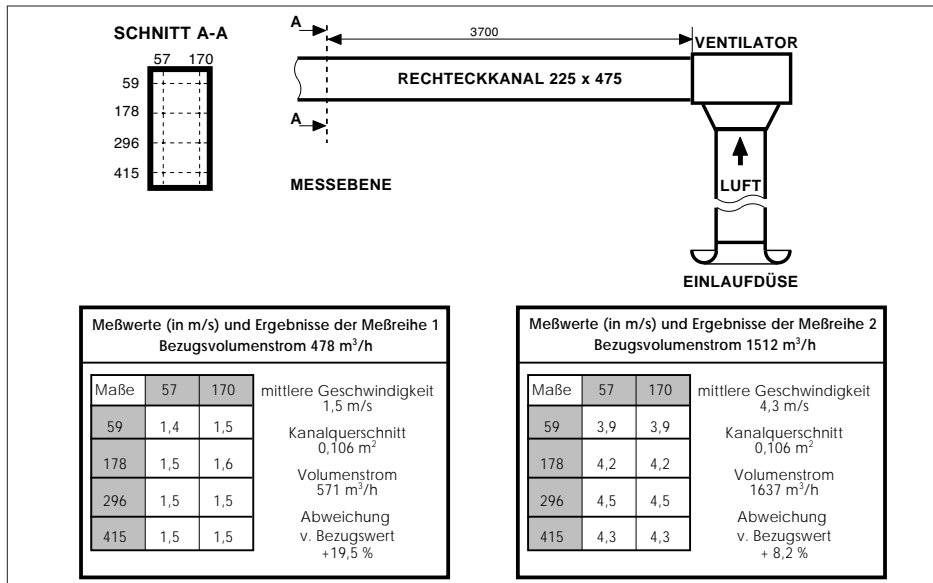 SCHNITT A-A
57 170
59
178
296
415
A
3700
VENTILATOR
RECHTECKKANAL 225 x 475
A
MESSEBENE
LUFT
EINLAUFDÜSE
Meßwerte (in m/s) und Ergebnisse der Meßreihe 1
Bezugsvolumenstrom 478 m³/h
Maße 57 170
59 1,4 1,5
178 1,5 1,6
296 1,5 1,5
415 1,5 1,5
mittlere Geschwindigkeit
1,5 m/s
Kanalquerschnitt
0,106 m²
Volumenstrom
571 m³/h
Abweichung
v. Bezugswert
+19,5 %
Meßwerte (in m/s) und Ergebnisse der Meßreihe 2
Bezugsvolumenstrom 1512 m³/h
Maße 57 170
59 3,9 3,9
178 4,2 4,2
296 4,5 4,5
415 4,3 4,3
mittlere Geschwindigkeit
4,3 m/s
Kanalquerschnitt
0,106 m²
Volumenstrom
1637 m³/h
Abweichung
v. Bezugswert
+ 8,2 %